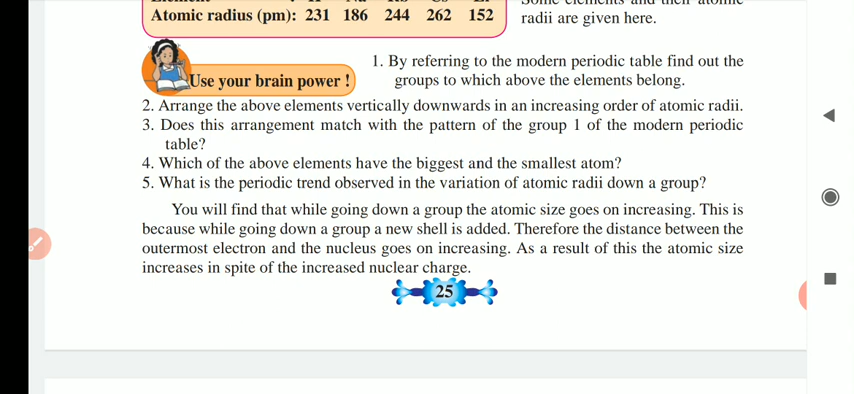 Atomic radius (pm): 231 186 244 262 152
radii are given here.
1. By referring to the modern periodic table find out the
Use your brain power ! groups to which above the elements belong.
2. Arrange the above elements vertically downwards in an increasing order of atomic radii.
3. Does this arrangement match with the pattern of the group 1 of the modern periodic
table?
4. Which of the above elements have the biggest and the smallest atom?
5. What is the periodic trend observed in the variation of atomic radii down a group?
You will find that while going down a group the atomic size goes on increasing. This is
because while going down a group a new shell is added. Therefore the distance between the
outermost electron and the nucleus goes on increasing. As a result of this the atomic size
increases in spite of the increased nuclear charge.
25